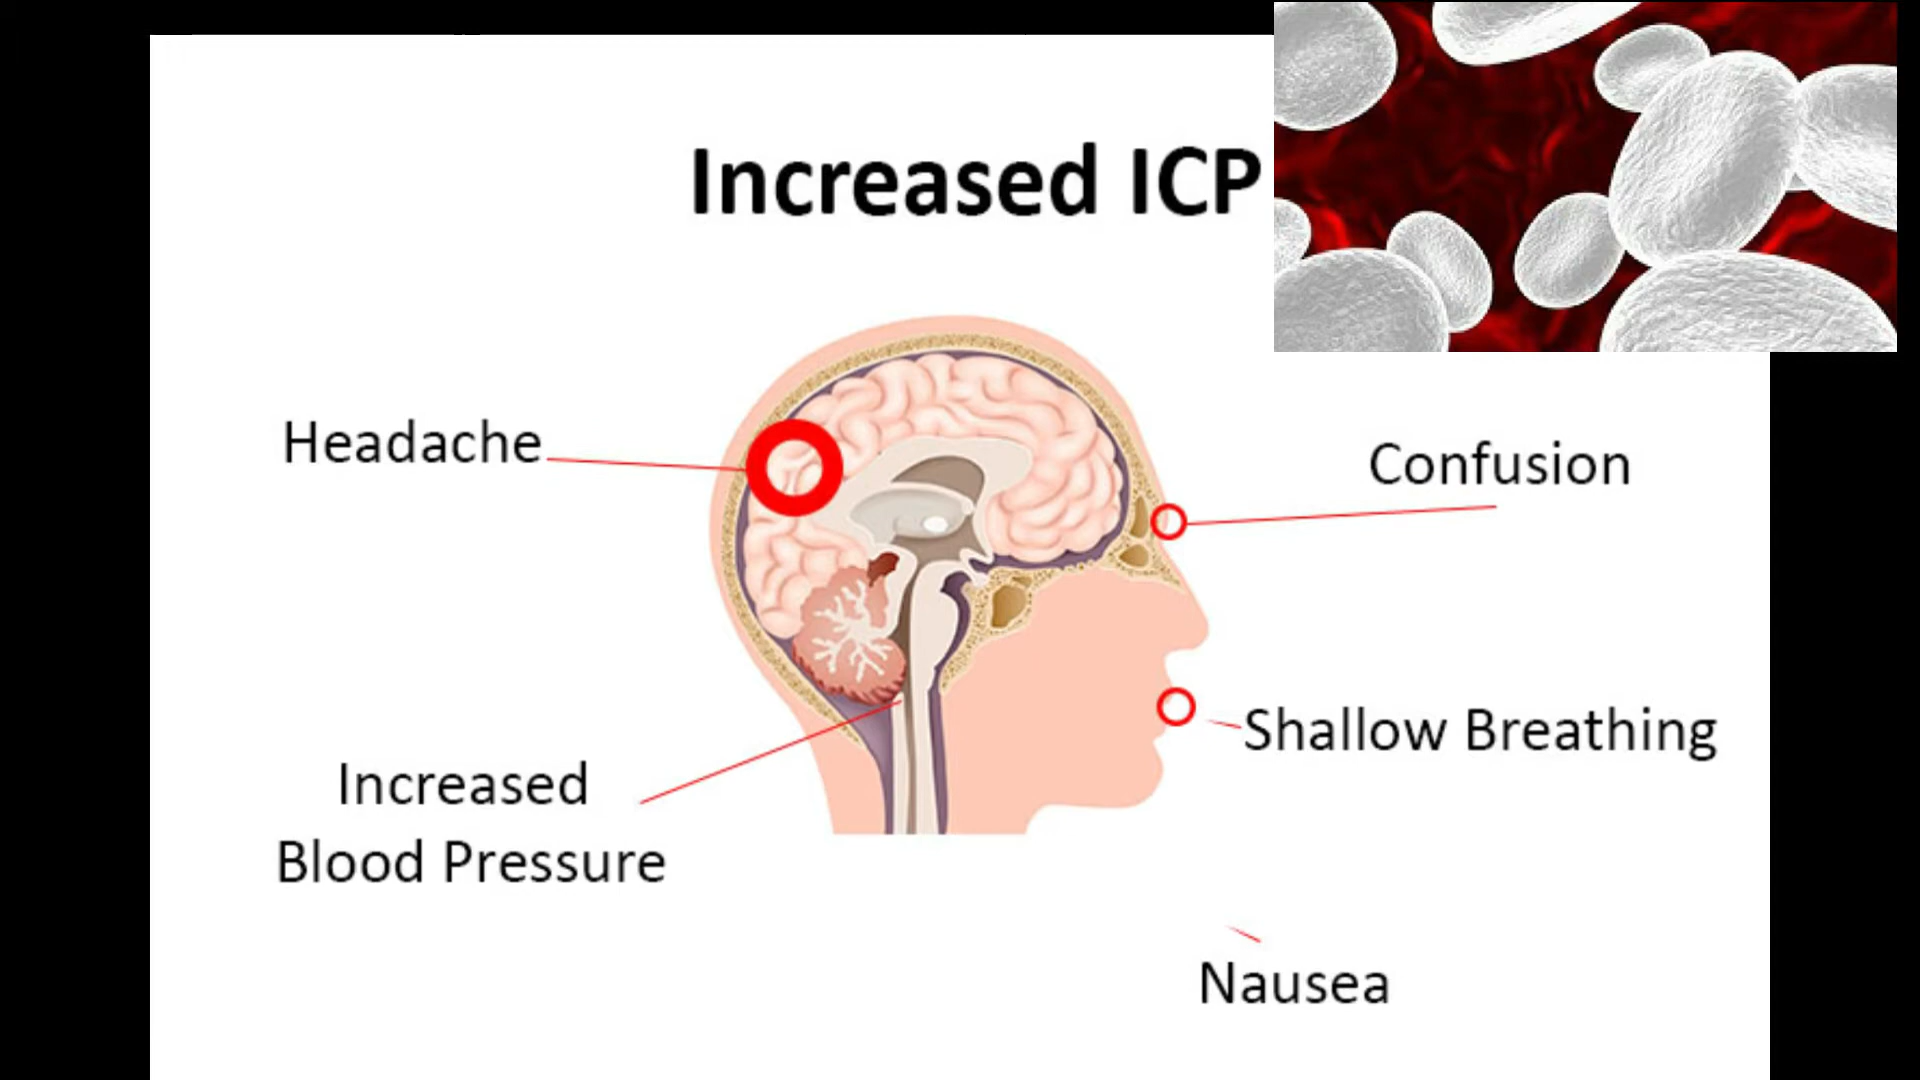 Increased ICP
Headache
Confusion
Shallow Breathing
Increased
Blood Pressure
Nausea